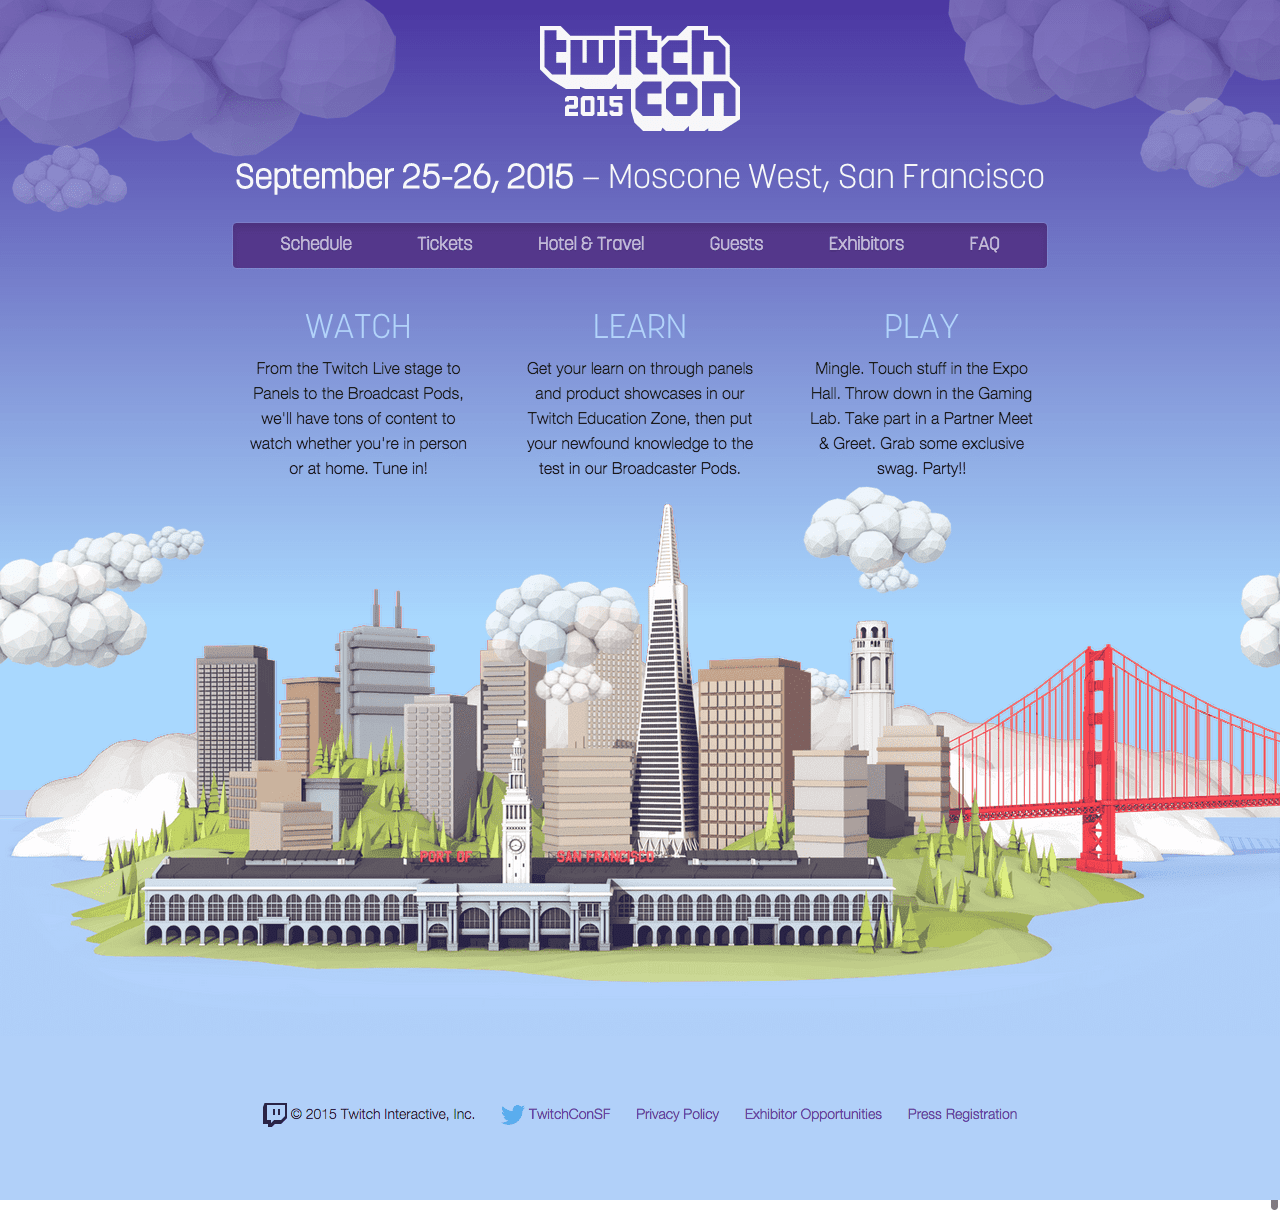 twitch
2015 con
September 25-26, 2015 – Moscone West, San Francisco
Schedule Tickets Hotel & Travel Guests Exhibitors FAQ
WATCH
From the Twitch Live stage to
Panels to the Broadcast Pods,
we'll have tons of content to
watch whether you're in person
or at home. Tune in!
LEARN
Get your learn on through panels
and product showcases in our
Twitch Education Zone, then put
your newfound knowledge to the
test in our Broadcaster Pods.
PLAY
Mingle. Touch stuff in the Expo
Hall. Throw down in the Gaming
Lab. Take part in a Partner Meet
& Greet. Grab some exclusive
swag. Party!!
PORT OF SAN FRANCISCO
© 2015 Twitch Interactive, Inc. TwitchConSF Privacy Policy Exhibitor Opportunities Press Registration